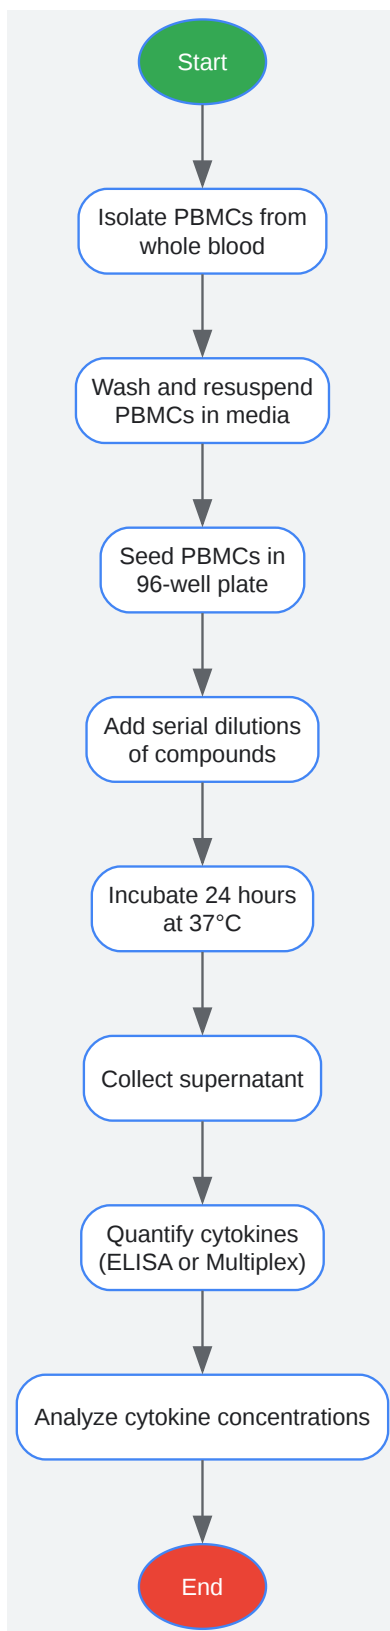 Start
Isolate PBMCs from
whole blood
Wash and resuspend
PBMCs in media
Seed PBMCs in
96-well plate
Add serial dilutions
of compounds
Incubate 24 hours
at 37°C
Collect supernatant
Quantify cytokines
(ELISA or Multiplex)
Analyze cytokine concentrations
End